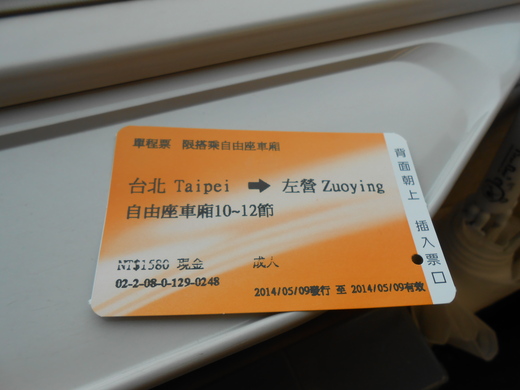 單程票 限搭乘自由座車廂
台北 Taipei → 左營 Zuoying
自由座車廂10~12節
NT$1580 現金 成人
02-2-08-0-129-0248
2014/05/09發行 至 2014/05/09有效
背面朝上 插入票口